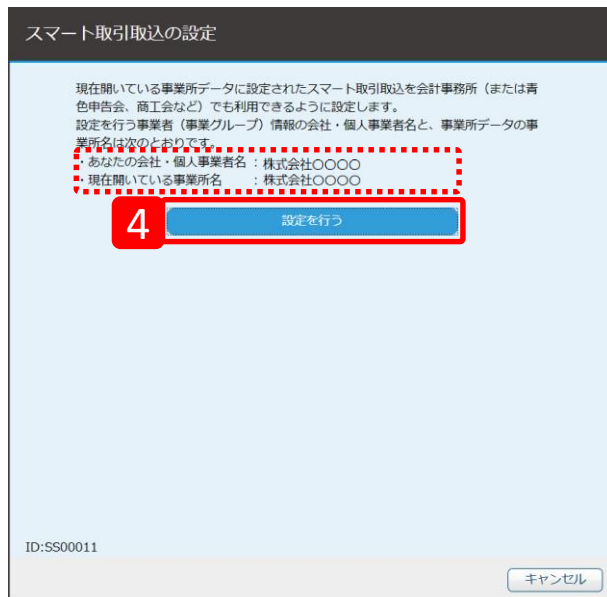 スマート取引取込の設定
現在開いている事業所データに設定されたスマート取引取込を会計事務所（または青
色申告会、商工会など）でも利用できるように設定します。
設定を行う事業者（事業グループ）情報の会社・個人事業者名と、事業所データの事
業所名は次のとおりです。
・あなたの会社・個人事業者名 ：株式会社○○○○
・現在開いている事業所名 ：株式会社○○○○
4 設定を行う
ID:SS00011
キャンセル